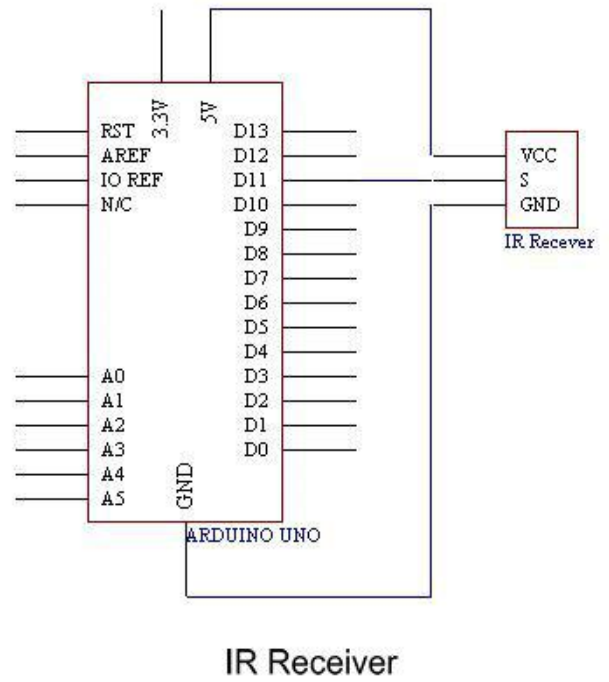 3.3V
5V
RST
AREF
IO REF
N/C
A0
A1
A2
A3
A4
A5
D13
D12
D11
D10
D9
D8
D7
D6
D5
D4
D3
D2
D1
D0
GND
ARDUINO UNO
VCC
S
GND
IR Recever
IR Receiver